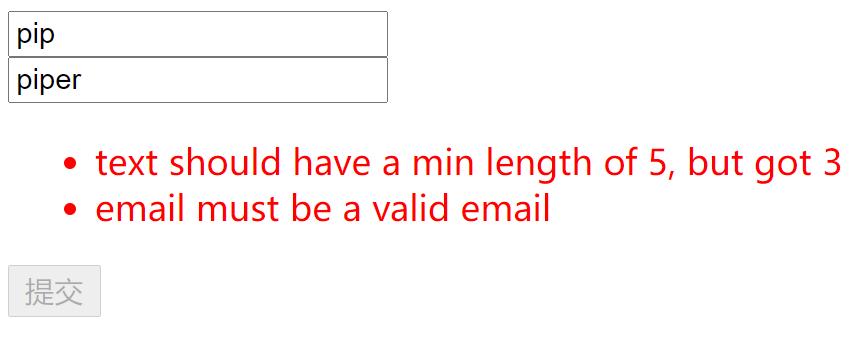 pip
piper
text should have a min length of 5, but got 3
email must be a valid email
提交